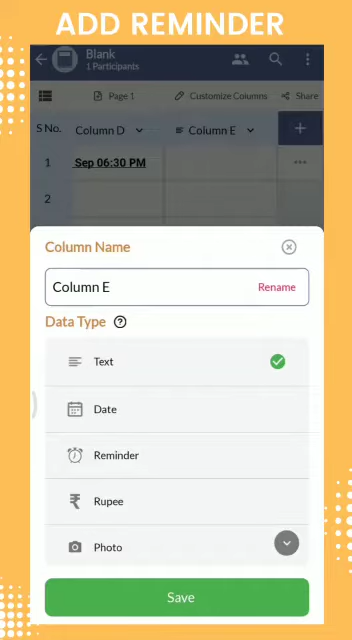 ADD REMINDER
Blank
1 Participants
Page 1
Customize Columns
Share
S No.
Column D
Column E
+
1
Sep 06:30 PM
2
Column Name
Column E
Rename
Data Type
Text
Date
Reminder
₹ Rupee
Photo
Save